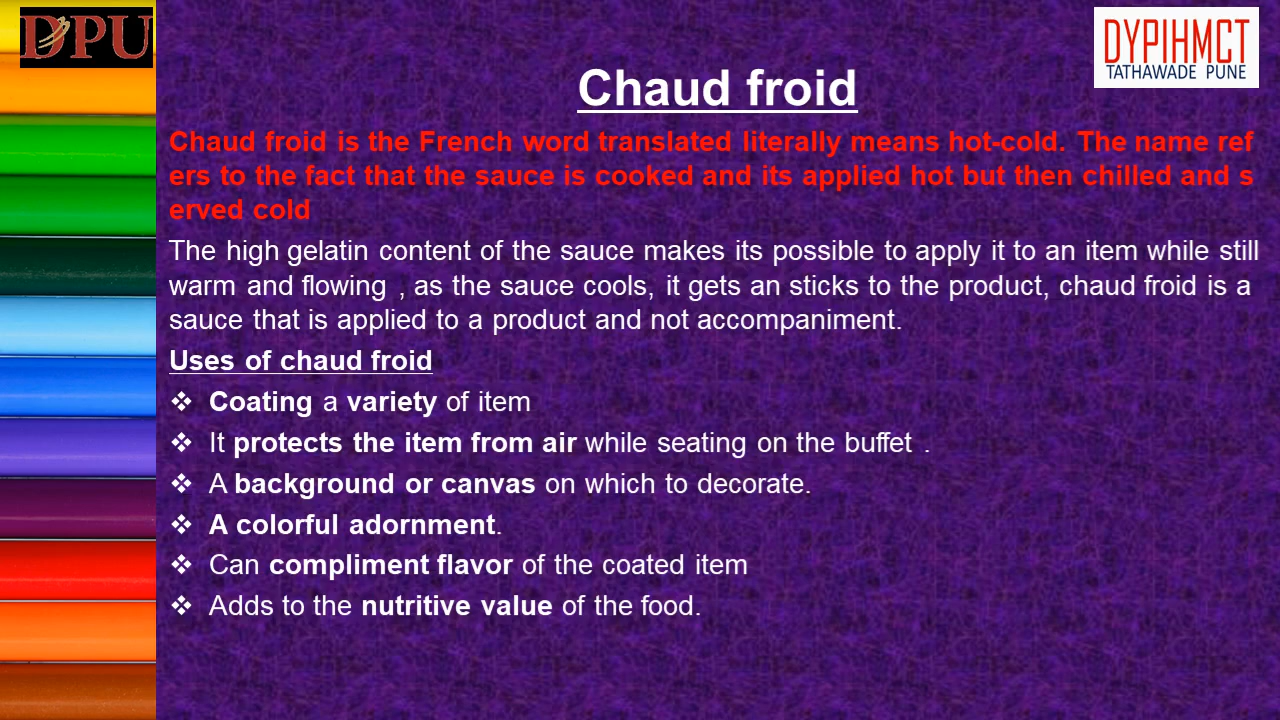 DPU
DYPIHMCT
TATHAWADE PUNE
Chaud froid
Chaud froid is the French word translated literally means hot-cold. The name ref
ers to the fact that the sauce is cooked and its applied hot but then chilled and s
erved cold
The high gelatin content of the sauce makes its possible to apply it to an item while still
warm and flowing , as the sauce cools, it gets an sticks to the product, chaud froid is a
sauce that is applied to a product and not accompaniment.
Uses of chaud froid
❖ Coating a variety of item
❖ It protects the item from air while seating on the buffet .
❖ A background or canvas on which to decorate.
❖ A colorful adornment.
❖ Can compliment flavor of the coated item
❖ Adds to the nutritive value of the food.